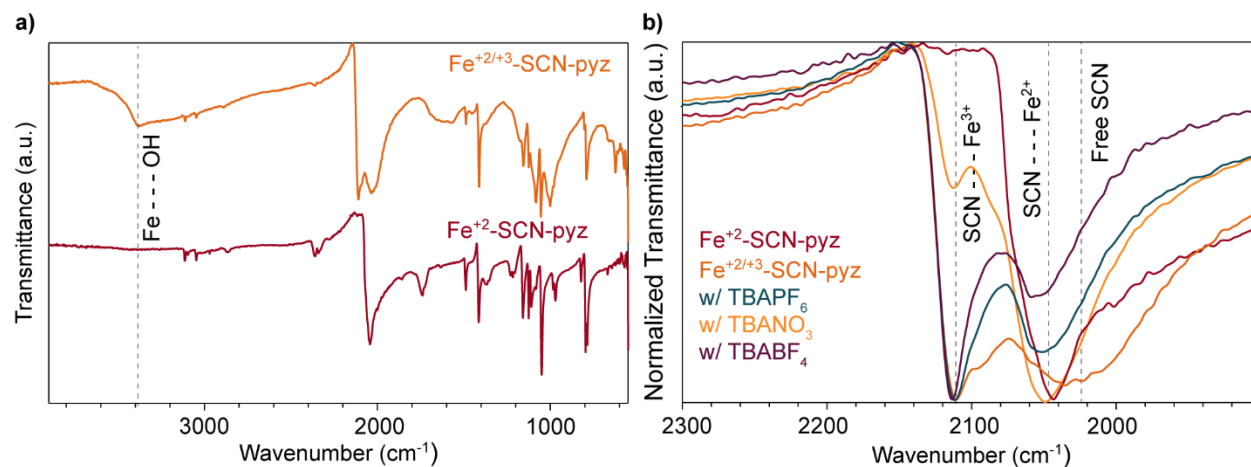 a)
Transmittance (a.u.)
Fe+2/+3-SCN-pyz
Fe - - - OH
Fe+2-SCN-pyz
3000
2000
1000
Wavenumber (cm-1)
b)
Normalized Transmittance (a.u.)
SCN - - - Fe3+
SCN - - - Fe2+
Free SCN
Fe+2-SCN-pyz
Fe+2/+3-SCN-pyz
w/ TBAPF6
w/ TBANO3
w/ TBABF4
2300
2200
2100
2000
Wavenumber (cm-1)